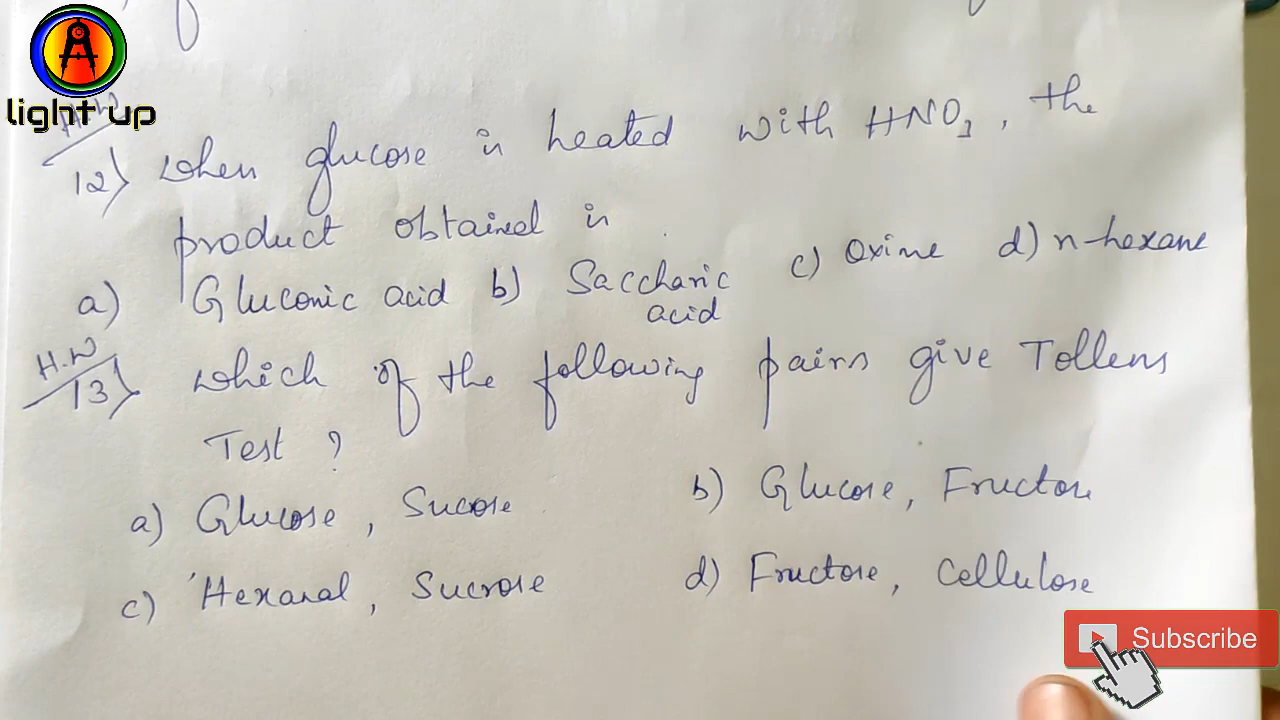 light up
H.W
12) When glucose is heated with HNO3, the
product obtained is
a) Gluconic acid b) Saccharic acid c) Oxime d) n-hexane
H.W
13) which of the following pairs give Tollens
Test ?
a) Glucose, Sucose b) Glucose, Fructose
c) Hexanal, Sucrose d) Fructose, Cellulose
Subscribe